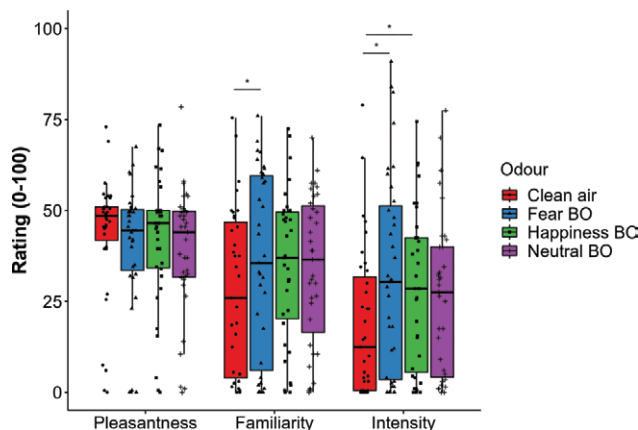 100
75
50
25
0
Rating (0-100)
*
*
*
Pleasantness
Familiarity
Intensity
Odour
Clean air
Fear BO
Happiness BO
Neutral BO